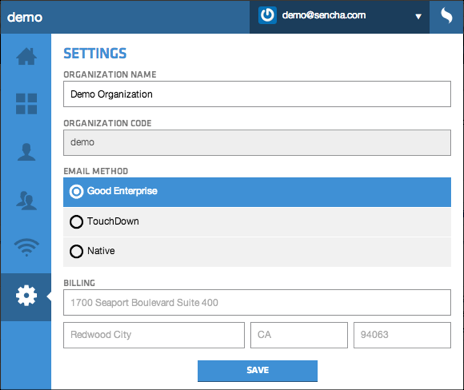 demo
demo@sencha.com
SETTINGS
ORGANIZATION NAME
Demo Organization
ORGANIZATION CODE
demo
EMAIL METHOD
Good Enterprise
TouchDown
Native
BILLING
1700 Seaport Boulevard Suite 400
Redwood City CA 94063
SAVE